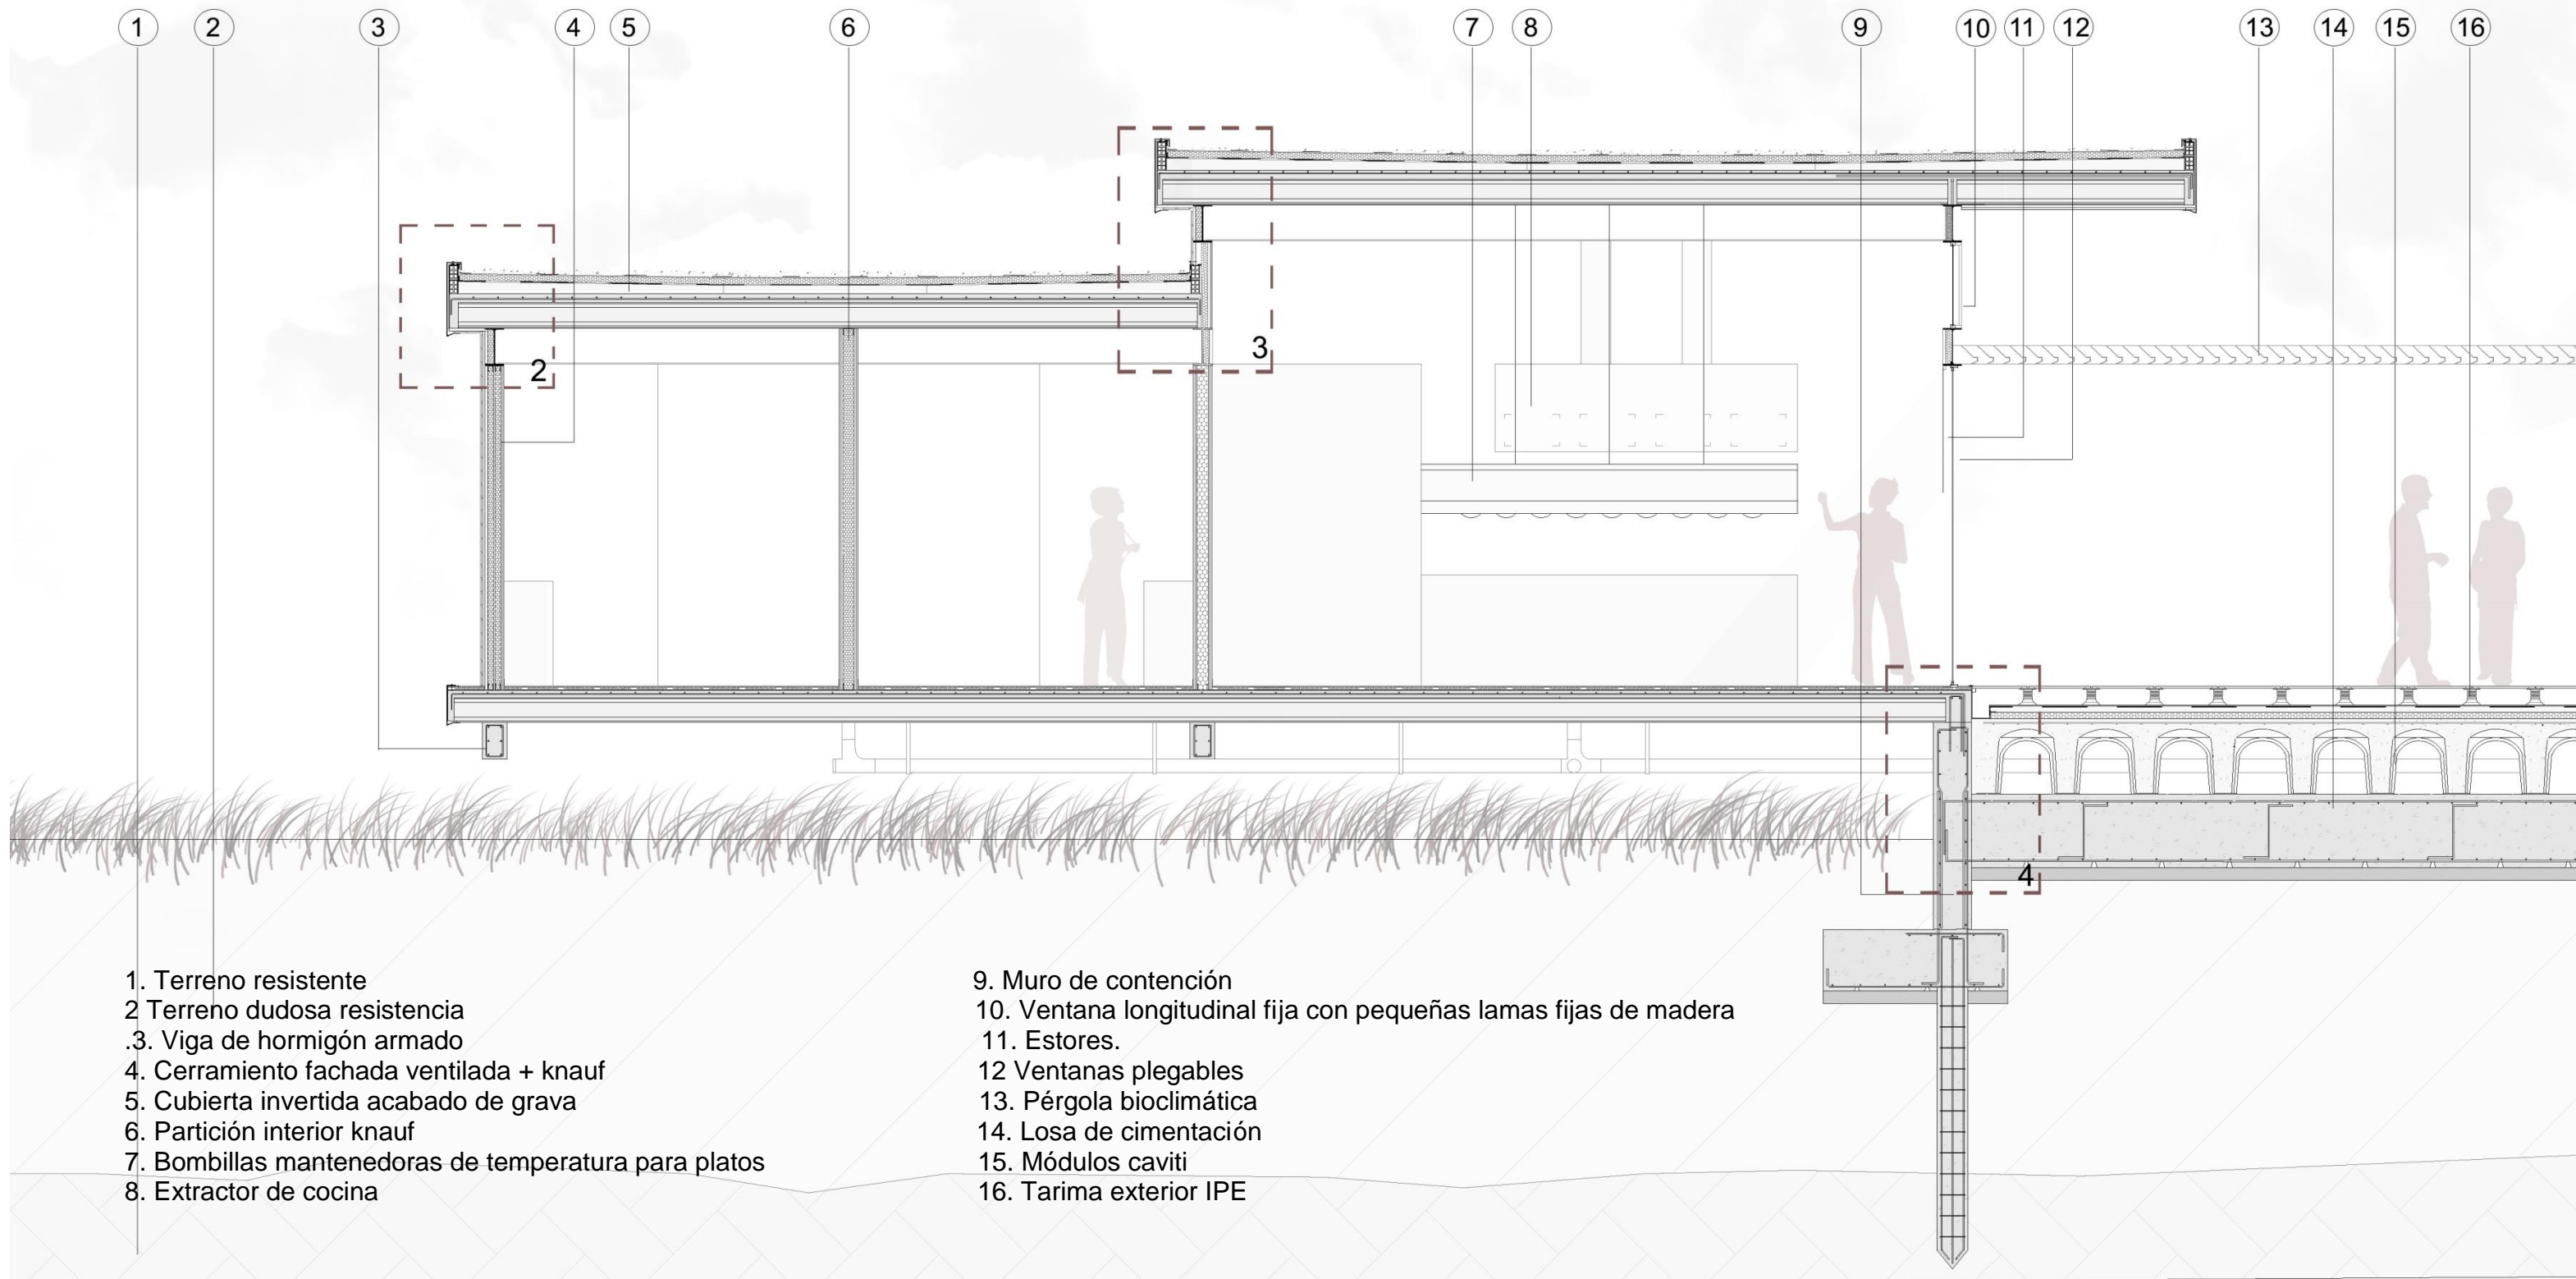 1 2 3 4 5 6 7 8 9 10 11 12 13 14 15 16
3
2
4
1. Terreno resistente
2 Terreno dudosa resistencia
.3. Viga de hormigón armado
4. Cerramiento fachada ventilada + knauf
5. Cubierta invertida acabado de grava
6. Partición interior knauf
7. Bombillas mantenedoras de temperatura para platos
8. Extractor de cocina
9. Muro de contención
10. Ventana longitudinal fija con pequeñas lamas fijas de madera
11. Estores.
12 Ventanas plegables
13. Pérgola bioclimática
14. Losa de cimentación
15. Módulos caviti
16. Tarima exterior IPE